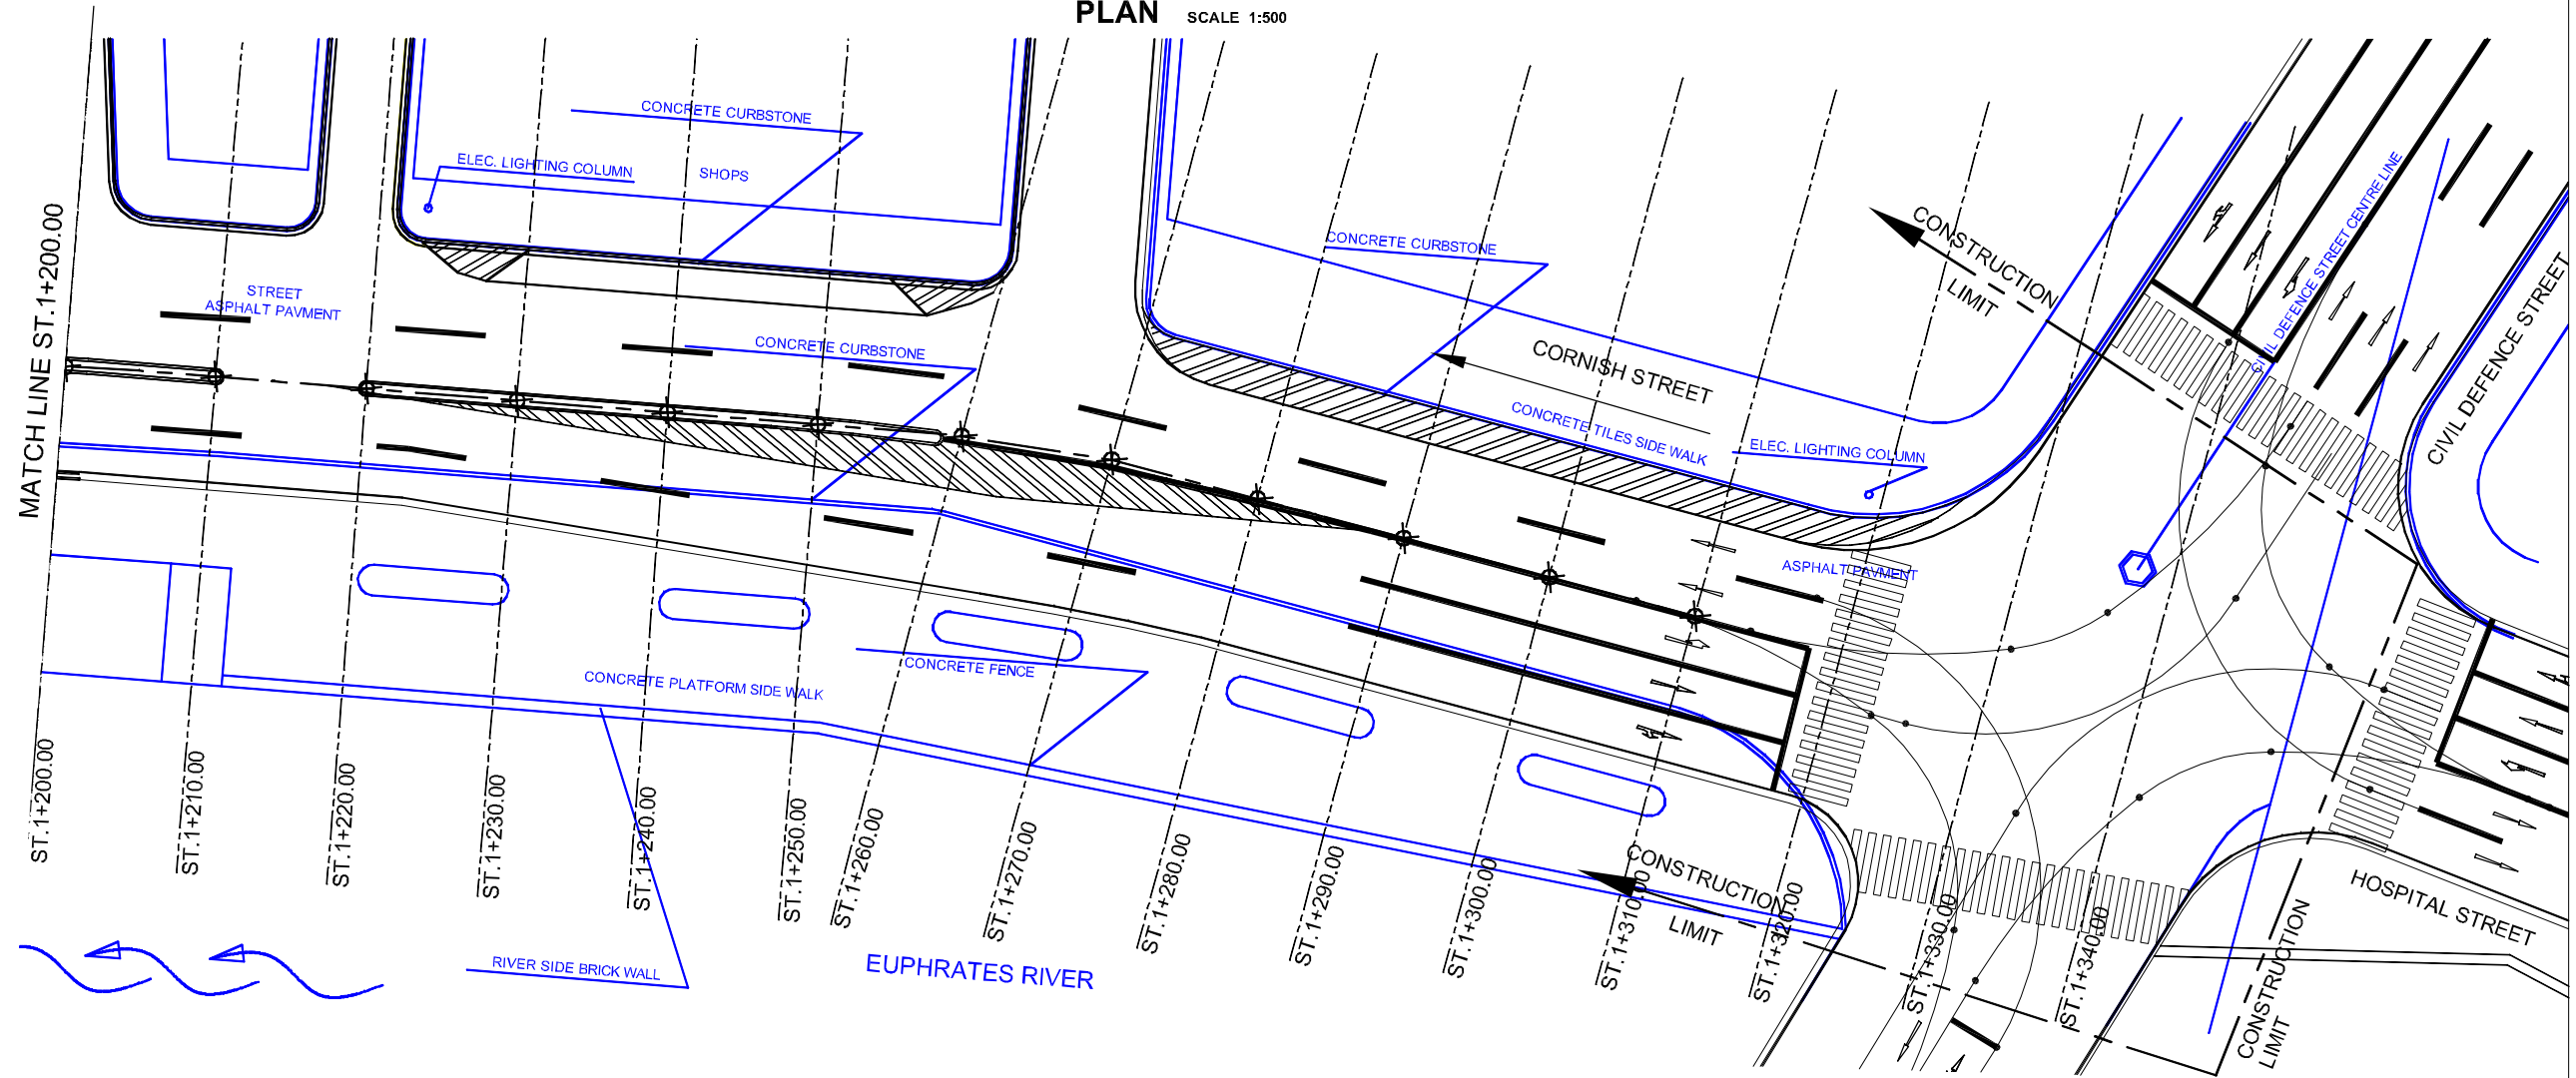 PLAN SCALE 1:500
CONCRETE CURBSTONE
ELEC. LIGHTING COLUMN
SHOPS
MATCH LINE ST.1+200.00
STREET
ASPHALT PAVMENT
CONCRETE CURBSTONE
CONCRETE CURBSTONE
CONSTRUCTION
LIMIT
CIVIL DEFENCE STREET CENTRE LINE
CIVIL DEFENCE STREET
CORNISH STREET
CONCRETE TILES SIDE WALK
ELEC. LIGHTING COLUMN
ASPHALT PAVMENT
CONCRETE FENCE
CONCRETE PLATFORM SIDE WALK
ST.1+200.00
ST.1+210.00
ST.1+220.00
ST.1+230.00
ST.1+240.00
ST.1+250.00
ST.1+260.00
ST.1+270.00
ST.1+280.00
ST.1+290.00
ST.1+300.00
ST.1+310.00
ST.1+320.00
ST.1+330.00
ST.1+340.00
CONSTRUCTION
LIMIT
HOSPITAL STREET
CONSTRUCTION
LIMIT
RIVER SIDE BRICK WALL
EUPHRATES RIVER